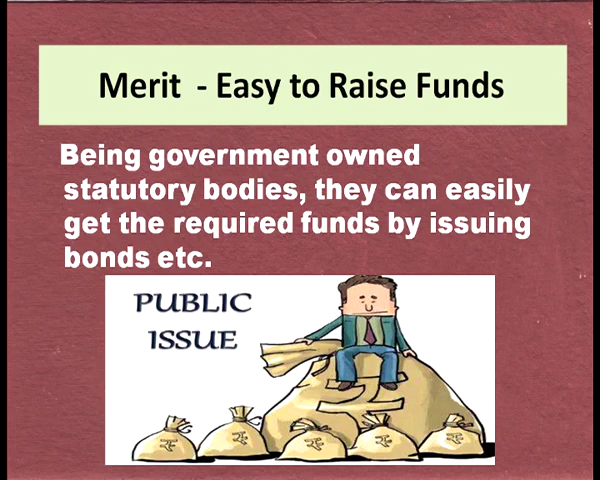 Merit - Easy to Raise Funds
Being government owned
statutory bodies, they can easily
get the required funds by issuing
bonds etc.
PUBLIC
ISSUE
₹ ₹ ₹ ₹ ₹